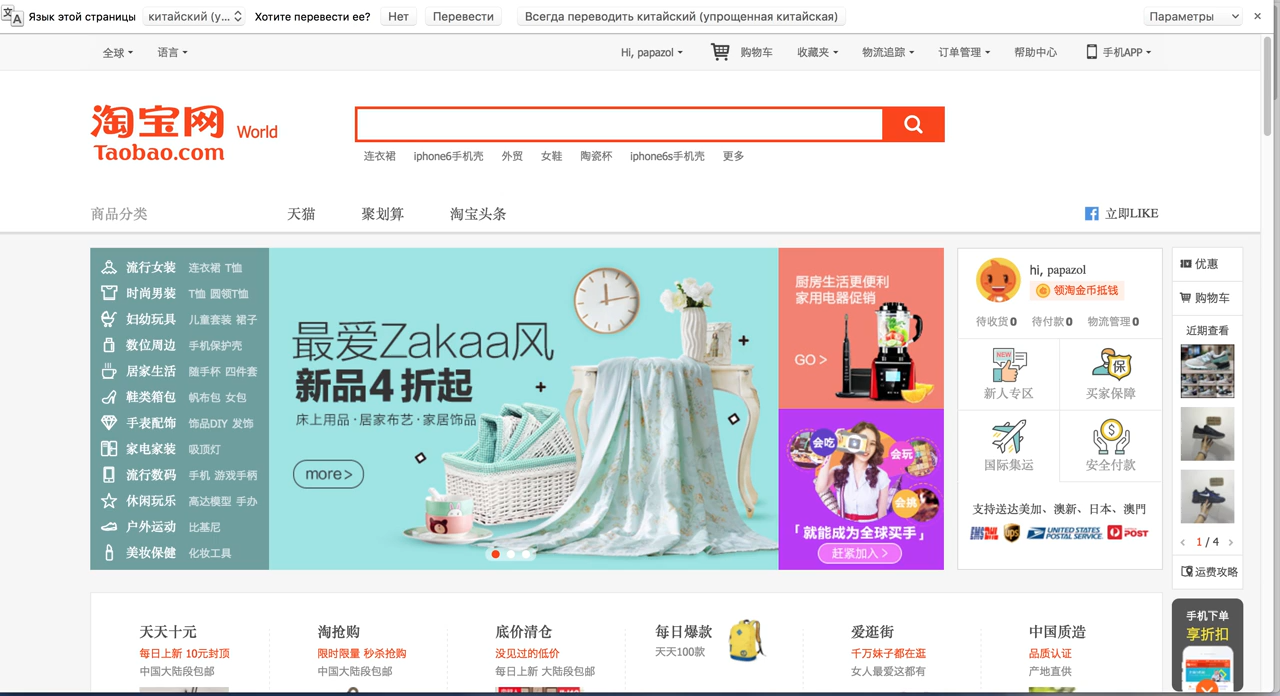 Язык этой страницы китайский (у... Хотите перевести ее? Нет Перевести Всегда переводить китайский (упрощенная китайская) Параметры
全球 语言 Hi, papazol 购物车 收藏夹 物流追踪 订单管理 帮助中心 手机APP
淘宝网 World
Taobao.com
连衣裙 iphone6手机壳 外贸 女鞋 陶瓷杯 iphone6s手机壳 更多
商品分类 天猫 聚划算 淘宝头条 立即LIKE
流行女装 连衣裙 T恤
时尚男装 T恤 圆领T恤
妇幼玩具 儿童套装 裙子
数位周边 手机保护壳
居家生活 随手杯 四件套
鞋类箱包 帆布包 女包
手表配饰 饰品DIY 发饰
家电家装 吸顶灯
流行数码 手机 游戏手柄
休闲玩乐 高达模型 手办
户外运动 比基尼
美妆保健 化妆工具
最爱Zakaa风
新品4折起
床上用品·居家布艺·家居饰品
more >
厨房生活更便利
家用电器促销
GO >
会吃
会玩
会挑
「就能成为全球买手」
赶紧加入 >
hi, papazol
领淘金币抵钱
待收货0 待付款0 物流管理0
NEW
新人专区
保
买家保障
国际集运
安全付款
支持送达美加、澳新、日本、澳門
ups UNITED STATES POSTAL SERVICE POST
优惠
购物车
近期查看
< 1 / 4 >
运费攻略
手机下单
享折扣
天天十元
每日上新 10元封顶
中国大陆段包邮
淘抢购
限时限量 秒杀抢购
中国大陆段包邮
底价清仓
没见过的低价
每日上新 大陆段包邮
每日爆款
天天100款
爱逛街
千万妹子都在逛
女人最爱这都有
中国质造
品质认证
产地直供